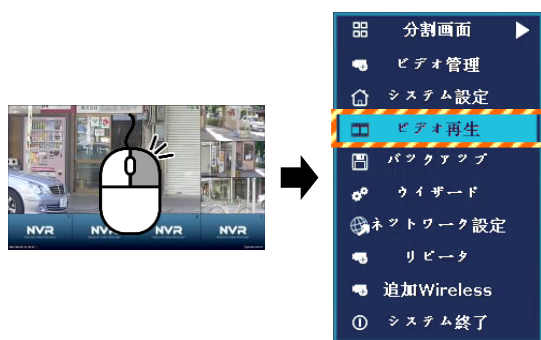 NVR
NVR
NVR
NVR
分割画面
ビデオ管理
システム設定
ビデオ再生
バックアップ
ウイザード
ネットワーク設定
リピータ
追加Wireless
システム終了